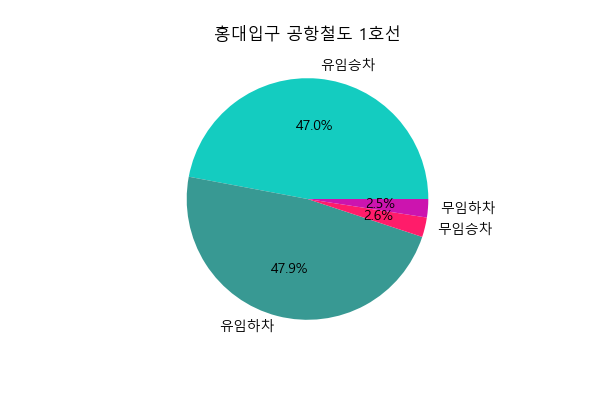 홍대입구 공항철도 1호선
유임승차
47.0%
2.5%
무임하차
2.6%
무임승차
47.9%
유임하차